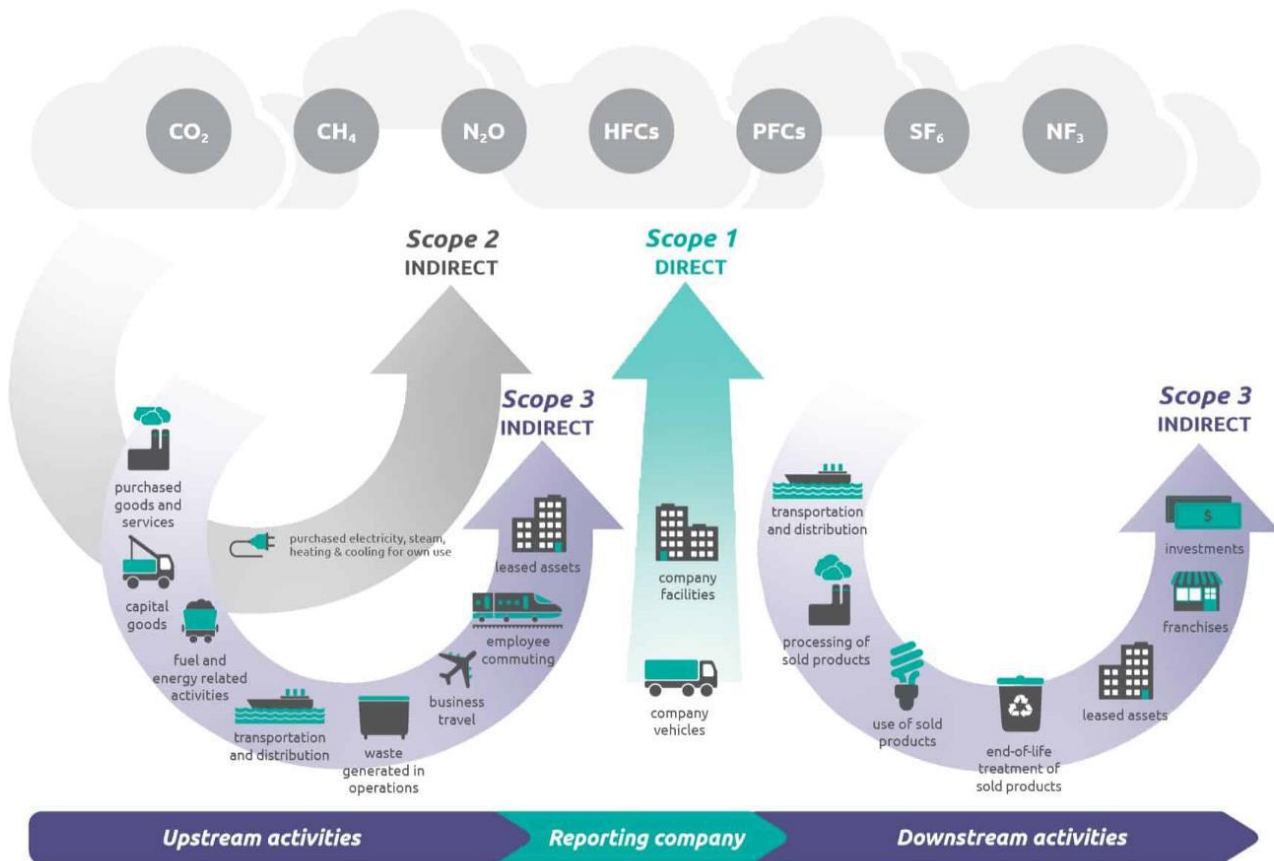 CO₂
CH₄
N₂O
HFCs
PFCs
SF₆
NF₃
Scope 2
INDIRECT
Scope 1
DIRECT
Scope 3
INDIRECT
Scope 3
INDIRECT
purchased
goods and
services
capital
goods
fuel and
energy related
activities
transportation
and distribution
waste
generated in
operations
business
travel
employee
commuting
leased assets
purchased electricity, steam,
heating & cooling for own use
company
facilities
company
vehicles
transportation
and distribution
processing of
sold products
use of sold
products
end-of-life
treatment of
sold products
leased assets
franchises
$
investments
Upstream activities
Reporting company
Downstream activities